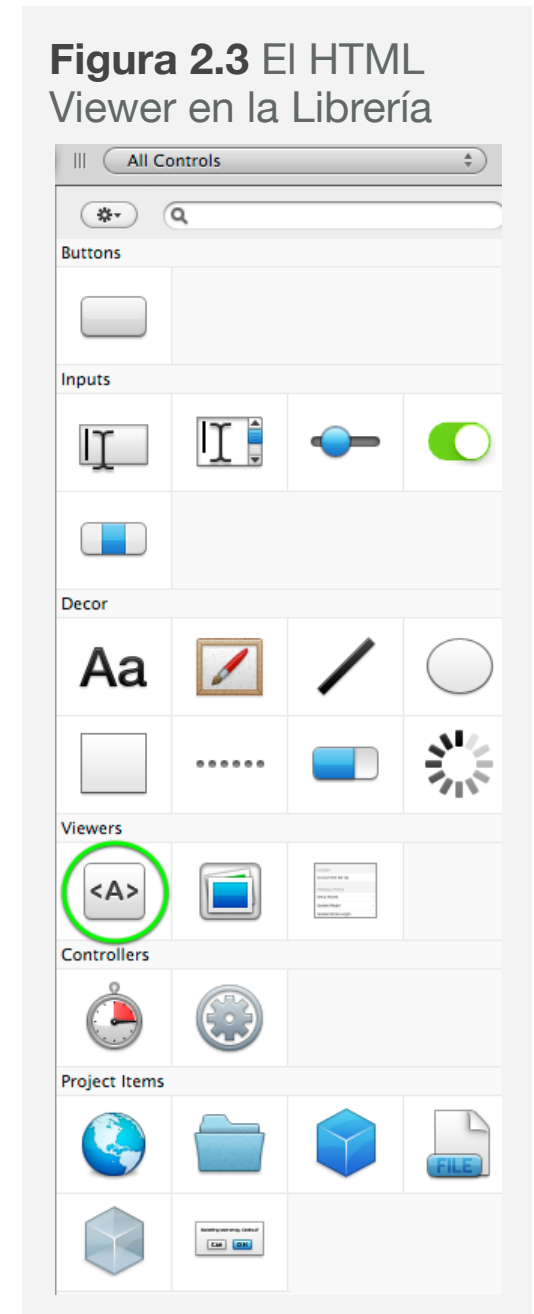 Figura 2.3 El HTML
Viewer en la Librería
All Controls
Buttons
Inputs
Decor
Aa
Viewers
<A>
Controllers
Project Items
FILE
OK